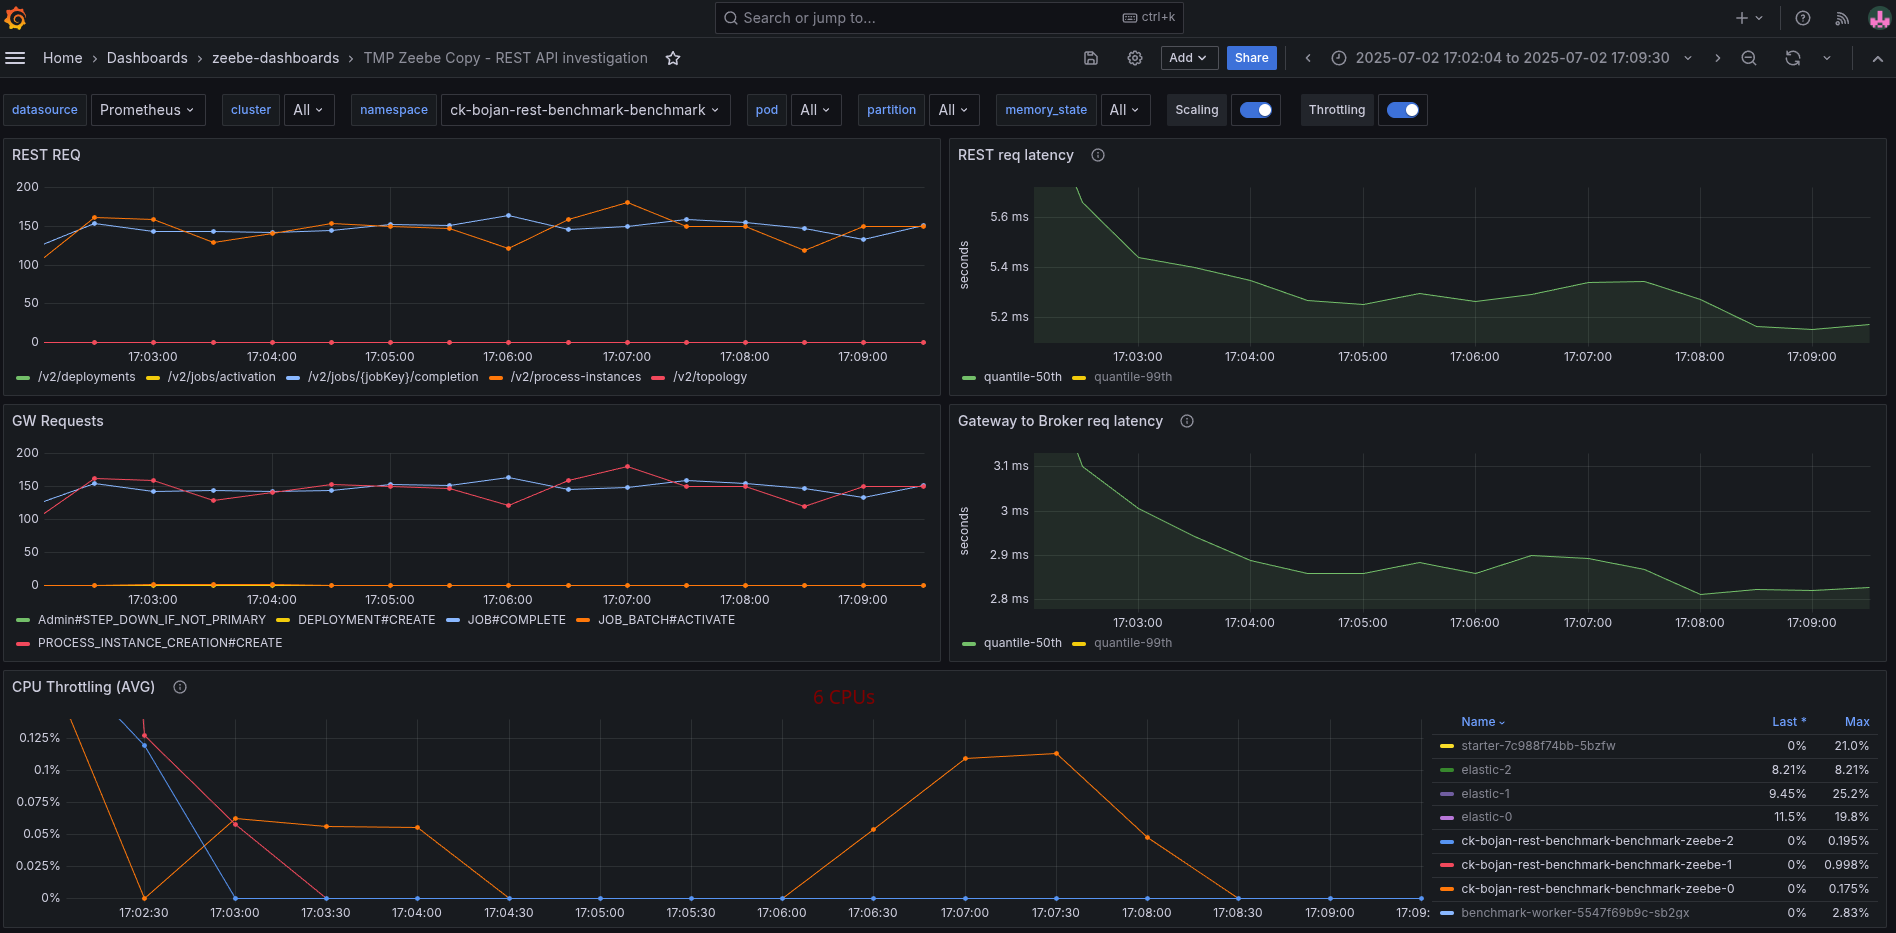 Search or jump to... ctrl+k
Home › Dashboards › zeebe-dashboards › TMP Zeebe Copy - REST API investigation Add Share 2025-07-02 17:02:04 to 2025-07-02 17:09:30
datasource Prometheus cluster All namespace ck-bojan-rest-benchmark-benchmark pod All partition All memory_state All Scaling Throttling
REST REQ
200
150
100
50
0
17:03:00 17:04:00 17:05:00 17:06:00 17:07:00 17:08:00 17:09:00
/v2/deployments /v2/jobs/activation /v2/jobs/{jobKey}/completion /v2/process-instances /v2/topology
REST req latency
seconds
5.6 ms
5.4 ms
5.2 ms
17:03:00 17:04:00 17:05:00 17:06:00 17:07:00 17:08:00 17:09:00
quantile-50th quantile-99th
GW Requests
200
150
100
50
0
17:03:00 17:04:00 17:05:00 17:06:00 17:07:00 17:08:00 17:09:00
Admin#STEP_DOWN_IF_NOT_PRIMARY DEPLOYMENT#CREATE JOB#COMPLETE JOB_BATCH#ACTIVATE
PROCESS_INSTANCE_CREATION#CREATE
Gateway to Broker req latency
seconds
3.1 ms
3 ms
2.9 ms
2.8 ms
17:03:00 17:04:00 17:05:00 17:06:00 17:07:00 17:08:00 17:09:00
quantile-50th quantile-99th
CPU Throttling (AVG)
6 CPUs
0.125%
0.1%
0.075%
0.05%
0.025%
0%
17:02:30 17:03:00 17:03:30 17:04:00 17:04:30 17:05:00 17:05:30 17:06:00 17:06:30 17:07:00 17:07:30 17:08:00 17:08:30 17:09:00 17:09:
Name Last * Max
starter-7c988f74bb-5bzfw 0% 21.0%
elastic-2 8.21% 8.21%
elastic-1 9.45% 25.2%
elastic-0 11.5% 19.8%
ck-bojan-rest-benchmark-benchmark-zeebe-2 0% 0.195%
ck-bojan-rest-benchmark-benchmark-zeebe-1 0% 0.998%
ck-bojan-rest-benchmark-benchmark-zeebe-0 0% 0.175%
benchmark-worker-5547f69b9c-sb2gx 0% 2.83%